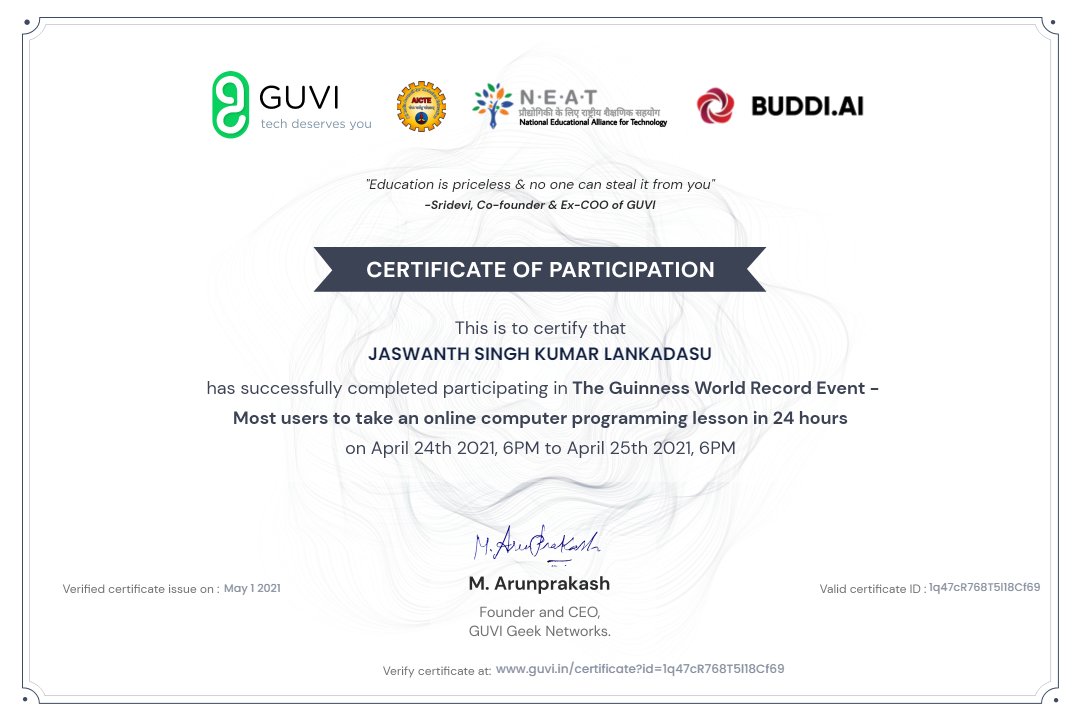 GUVI
tech deserves you
AICTE
N·E·A·T
प्रौद्योगिकी के लिए राष्ट्रीय शैक्षणिक सहयोग
National Educational Alliance for Technology
BUDDI.AI
"Education is priceless & no one can steal it from you"
-Sridevi, Co-founder & Ex-COO of GUVI
CERTIFICATE OF PARTICIPATION
This is to certify that
JASWANTH SINGH KUMAR LANKADASU
has successfully completed participating in The Guinness World Record Event -
Most users to take an online computer programming lesson in 24 hours
on April 24th 2021, 6PM to April 25th 2021, 6PM
M. Arunprakash
M. Arunprakash
Founder and CEO,
GUVI Geek Networks.
Verified certificate issue on : May 1 2021
Valid certificate ID : 1q47cR768T5I18Cf69
Verify certificate at: www.guvi.in/certificate?id=1q47cR768T5I18Cf69